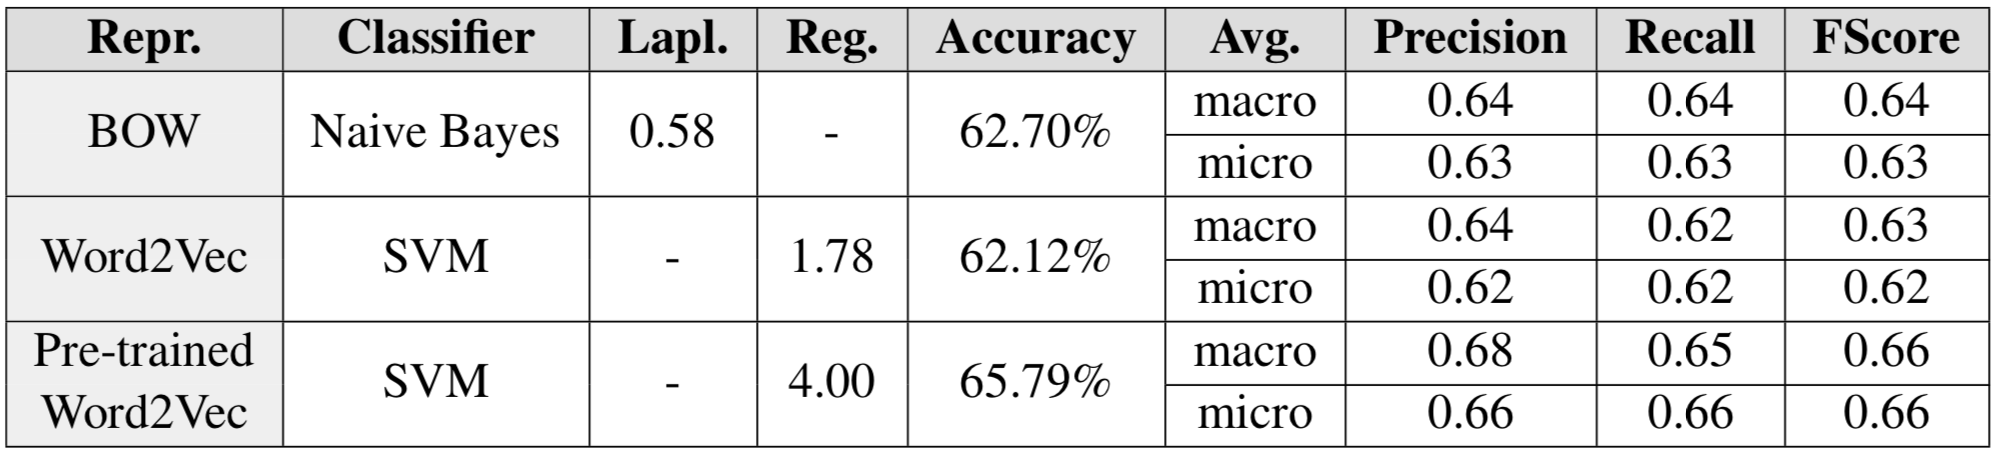 Repr. Classifier Lapl. Reg. Accuracy Avg. Precision Recall FScore
BOW Naive Bayes 0.58 - 62.70% macro 0.64 0.64 0.64
micro 0.63 0.63 0.63
Word2Vec SVM - 1.78 62.12% macro 0.64 0.62 0.63
micro 0.62 0.62 0.62
Pre-trained Word2Vec SVM - 4.00 65.79% macro 0.68 0.65 0.66
micro 0.66 0.66 0.66